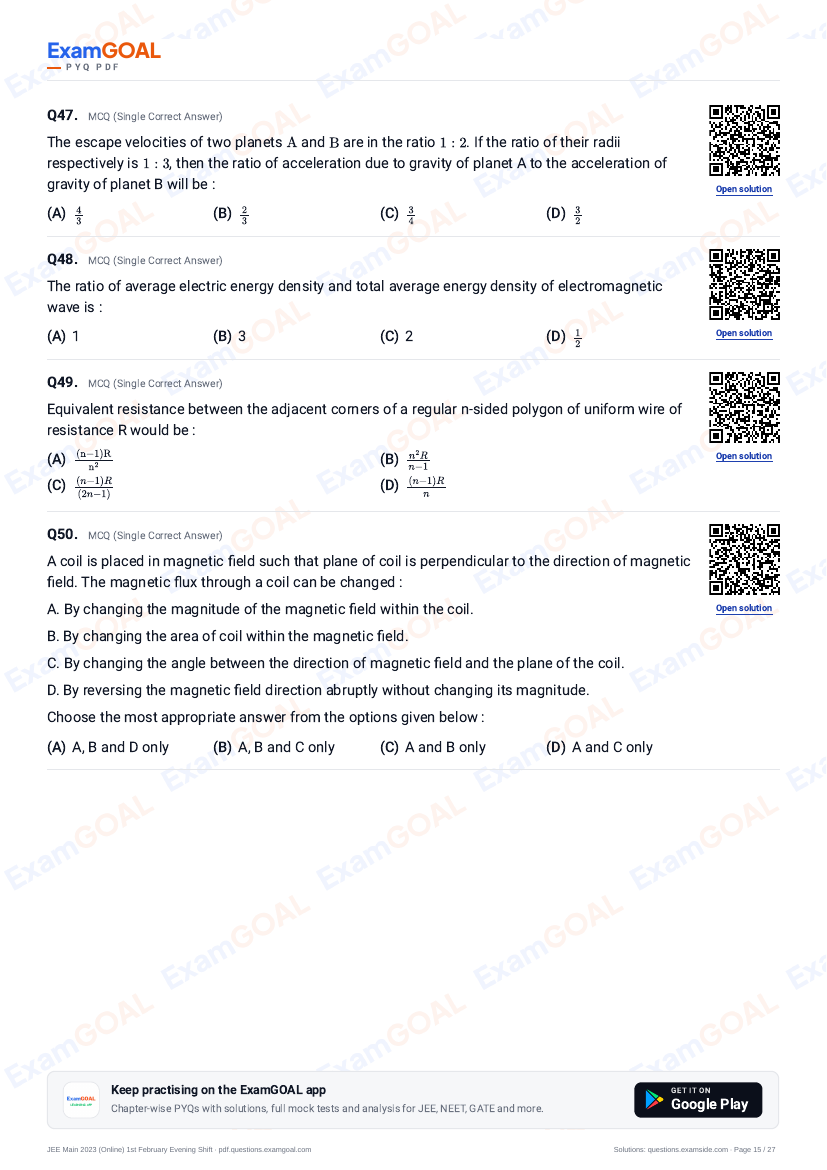 ExamGOAL
PYQ PDF
Q47. MCQ (Single Correct Answer)
The escape velocities of two planets A and B are in the ratio 1 : 2. If the ratio of their radii
respectively is 1 : 3, then the ratio of acceleration due to gravity of planet A to the acceleration of
gravity of planet B will be :
Open solution
(A) 4/3 (B) 2/3 (C) 3/4 (D) 3/2
Q48. MCQ (Single Correct Answer)
The ratio of average electric energy density and total average energy density of electromagnetic
wave is :
Open solution
(A) 1 (B) 3 (C) 2 (D) 1/2
Q49. MCQ (Single Correct Answer)
Equivalent resistance between the adjacent corners of a regular n-sided polygon of uniform wire of
resistance R would be :
Open solution
(A) (n−1)R/n² (B) n²R/n−1
(C) (n−1)R/(2n−1) (D) (n−1)R/n
Q50. MCQ (Single Correct Answer)
A coil is placed in magnetic field such that plane of coil is perpendicular to the direction of magnetic
field. The magnetic flux through a coil can be changed :
Open solution
A. By changing the magnitude of the magnetic field within the coil.
B. By changing the area of coil within the magnetic field.
C. By changing the angle between the direction of magnetic field and the plane of the coil.
D. By reversing the magnetic field direction abruptly without changing its magnitude.
Choose the most appropriate answer from the options given below :
(A) A, B and D only (B) A, B and C only (C) A and B only (D) A and C only
ExamGOAL
Keep practising on the ExamGOAL app
Chapter-wise PYQs with solutions, full mock tests and analysis for JEE, NEET, GATE and more.
GET IT ON
Google Play
JEE Main 2023 (Online) 1st February Evening Shift · pdf.questions.examgoal.com
Solutions: questions.examside.com · Page 15 / 27